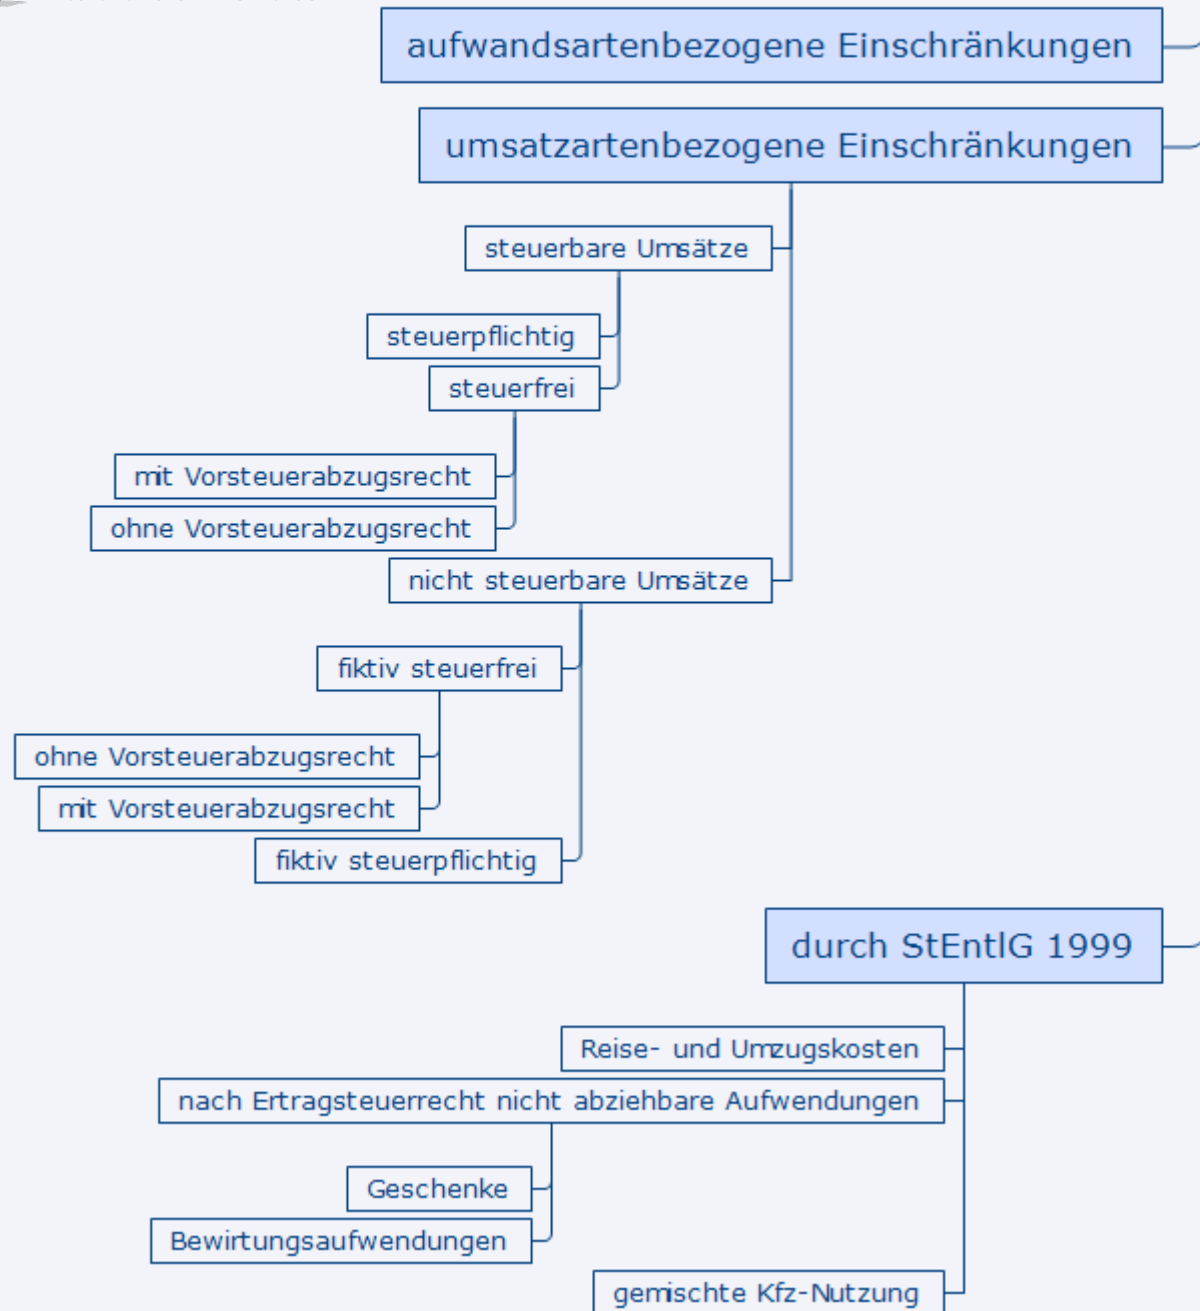 aufwandsartenbezogene Einschränkungen
umsatzartenbezogene Einschränkungen
steuerbare Umsätze
steuerpflichtig
steuerfrei
mit Vorsteuerabzugsrecht
ohne Vorsteuerabzugsrecht
nicht steuerbare Umsätze
fiktiv steuerfrei
ohne Vorsteuerabzugsrecht
mit Vorsteuerabzugsrecht
fiktiv steuerpflichtig
durch StEntlG 1999
Reise- und Umzugskosten
nach Ertragsteuerrecht nicht abziehbare Aufwendungen
Geschenke
Bewirtungsaufwendungen
gemischte Kfz-Nutzung